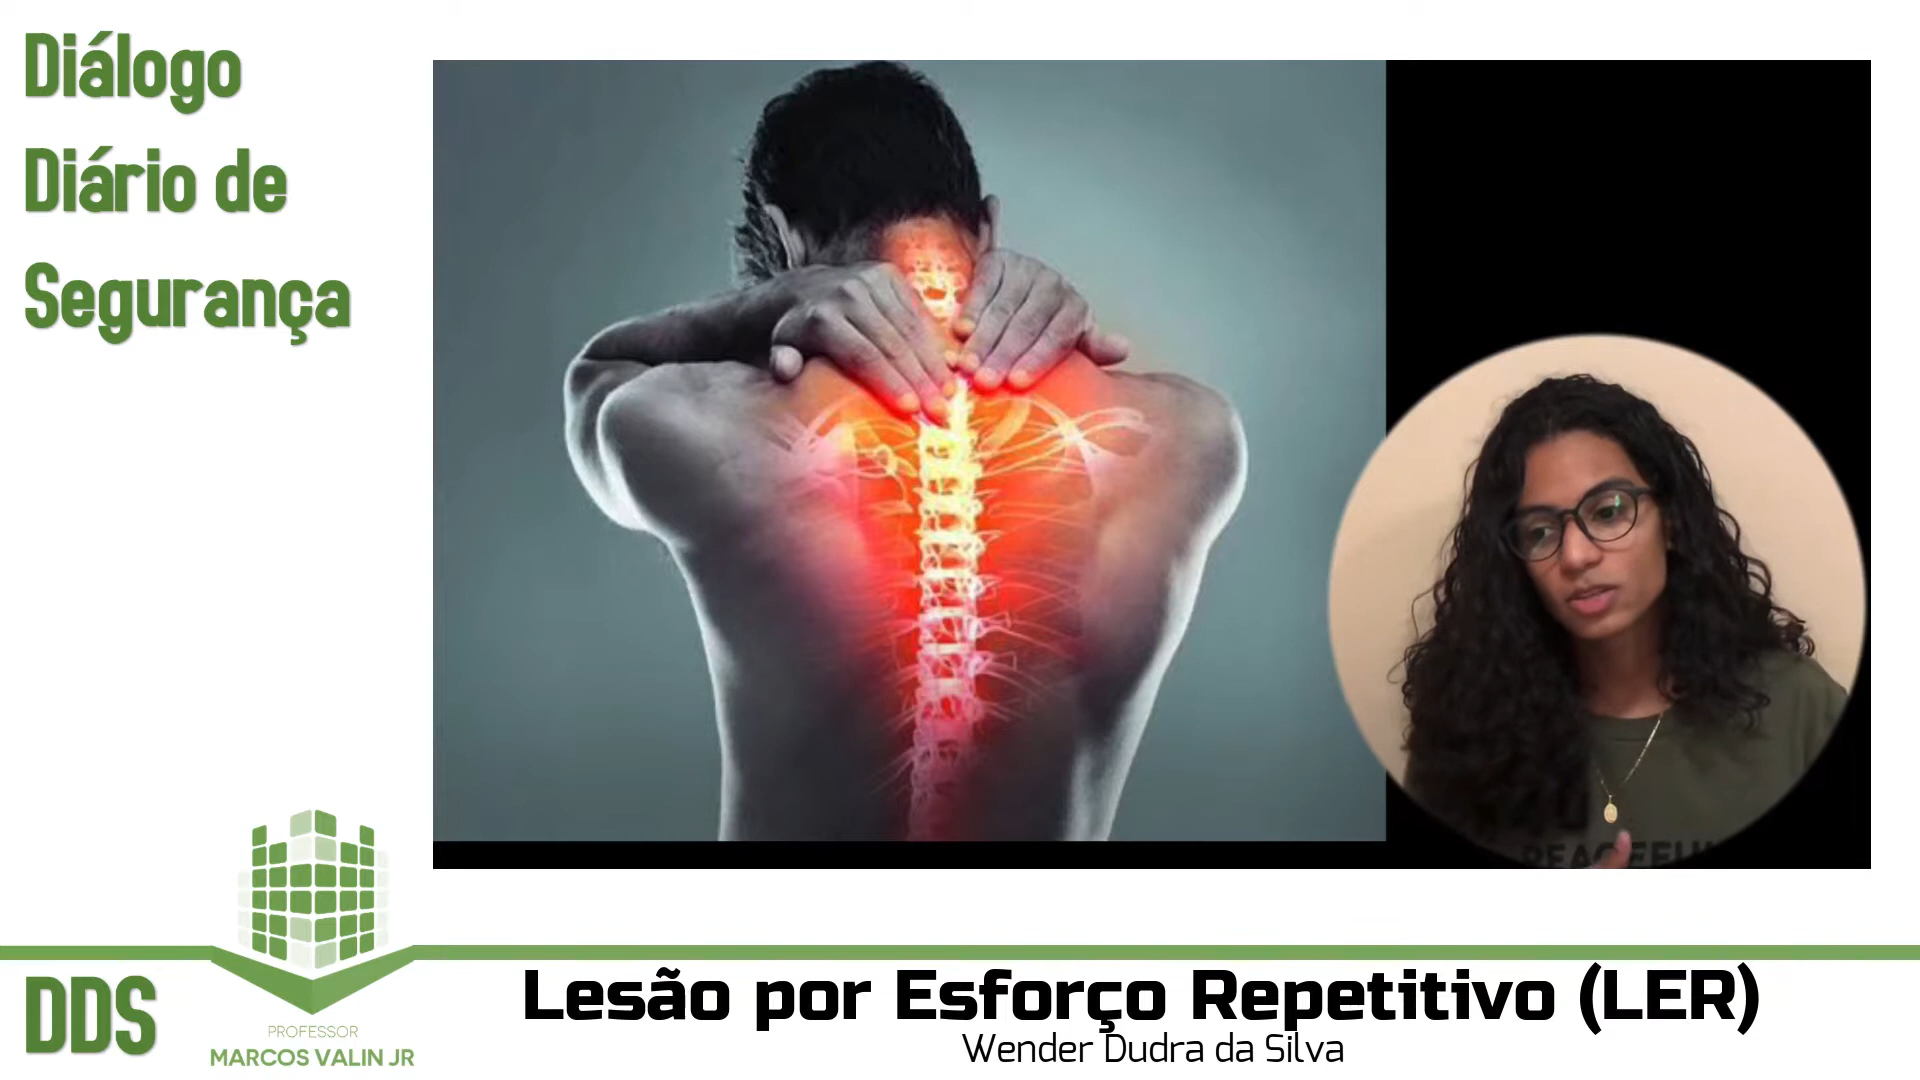 Diálogo
Diário de
Segurança
DDS
PROFESSOR
MARCOS VALIN JR
Lesão por Esforço Repetitivo (LER)
Wender Dudra da Silva